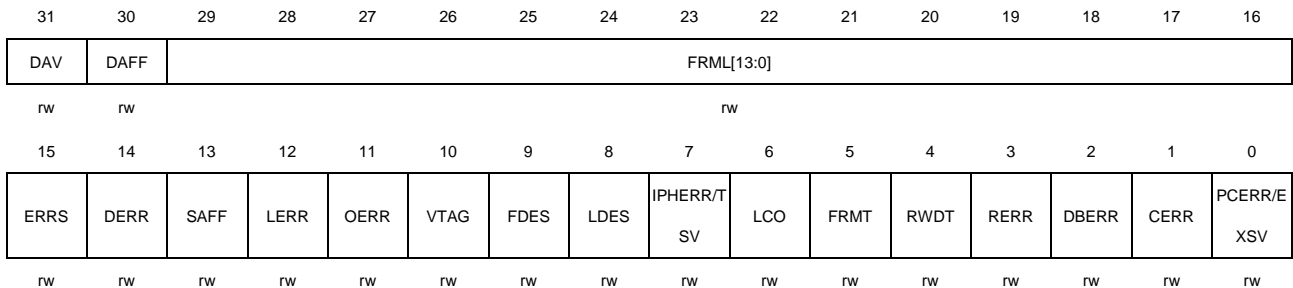 31 30 29 28 27 26 25 24 23 22 21 20 19 18 17 16
DAV DAFF FRML[13:0]
rw rw rw
15 14 13 12 11 10 9 8 7 6 5 4 3 2 1 0
ERRS DERR SAFF LERR OERR VTAG FDES LDES IPHERR/T LCO FRMT RWDT RERR DBERR CERR PCERR/E
SV XSV
rw rw rw rw rw rw rw rw rw rw rw rw rw rw rw rw